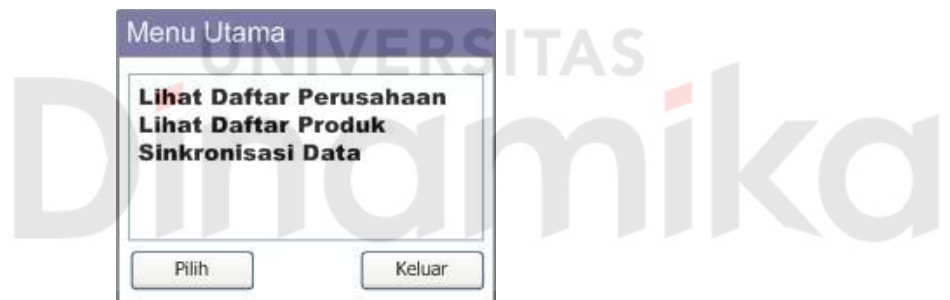 Menu Utama
UNIVERSITAS
Dinamika
Lihat Daftar Perusahaan
Lihat Daftar Produk
Sinkronisasi Data
Pilih
Keluar